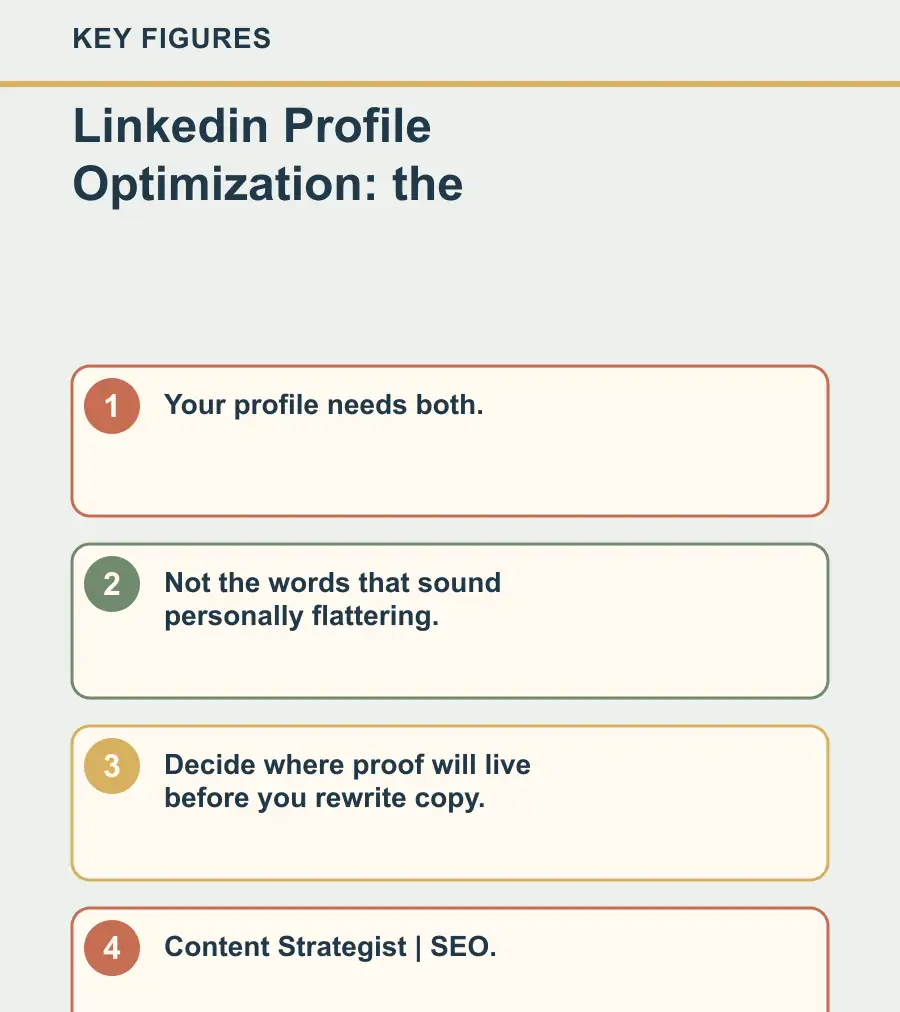 KEY FIGURES
Linkedin Profile
Optimization: the
1
Your profile needs both.
2
Not the words that sound
personally flattering.
3
Decide where proof will live
before you rewrite copy.
4
Content Strategist | SEO.